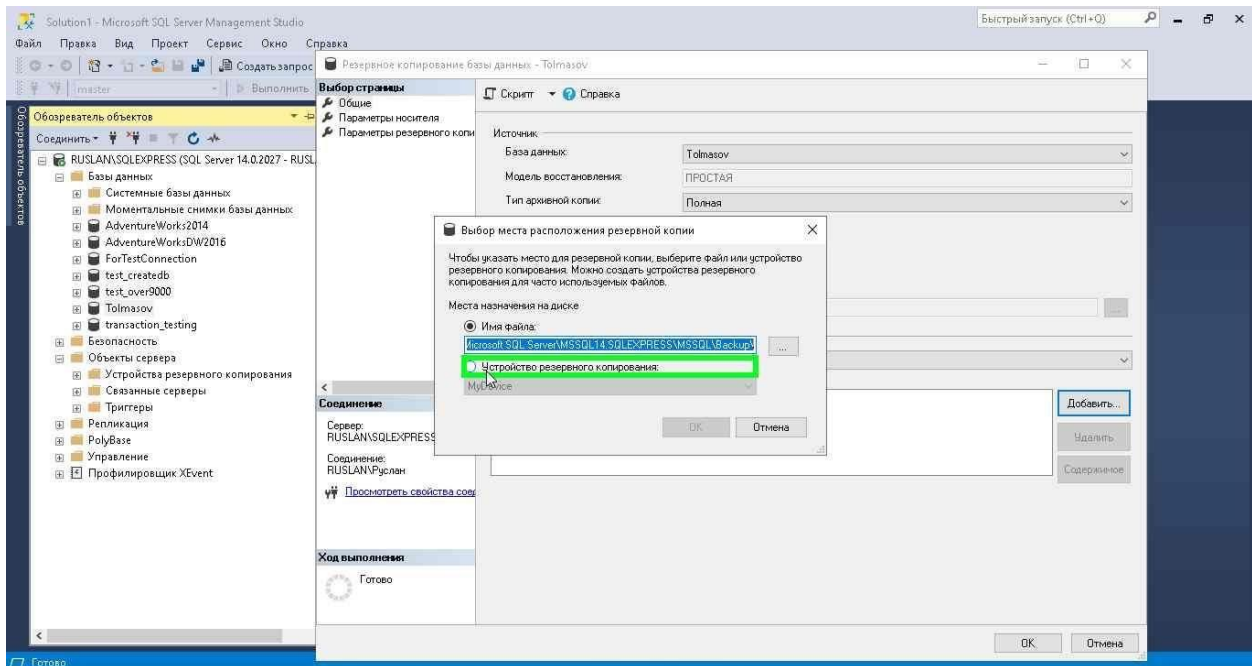 Solution1 - Microsoft SQL Server Management Studio
Быстрый запуск (Ctrl+Q)
Файл Правка Вид Проект Сервис Окно Справка
Создать запрос
master
Выполнить
Обозреватель объектов
Обозреватель объектов
Соединить
RUSLAN\SQLEXPRESS (SQL Server 14.0.2027 - RUSL
Базы данных
Системные базы данных
Моментальные снимки базы данных
AdventureWorks2014
AdventureWorksDW2016
ForTestConnection
test_createdb
test_over9000
Tolmasov
transaction_testing
Безопасность
Объекты сервера
Устройства резервного копирования
Связанные серверы
Триггеры
Репликация
PolyBase
Управление
Профилировщик XEvent
Готово
Резервное копирование базы данных - Tolmasov
Выбор страницы
Общие
Параметры носителя
Параметры резервного копи
Соединение
Сервер:
RUSLAN\SQLEXPRESS
Соединение:
RUSLAN\Руслан
Просмотреть свойства соед
Ход выполнения
Готово
Скрипт Справка
Источник
База данных: Tolmasov
Модель восстановления: ПРОСТАЯ
Тип архивной копии: Полная
Выбор места расположения резервной копии
Чтобы указать место для резервной копии, выберите файл или устройство
резервного копирования. Можно создать устройства резервного
копирования для часто используемых файлов.
Места назначения на диске
Имя файла:
Microsoft SQL Server\MSSQL14.SQLEXPRESS\MSSQL\Backup\
...
Устройство резервного копирования:
MyDevice
OK Отмена
...
Добавить...
Удалить
Содержимое
OK Отмена